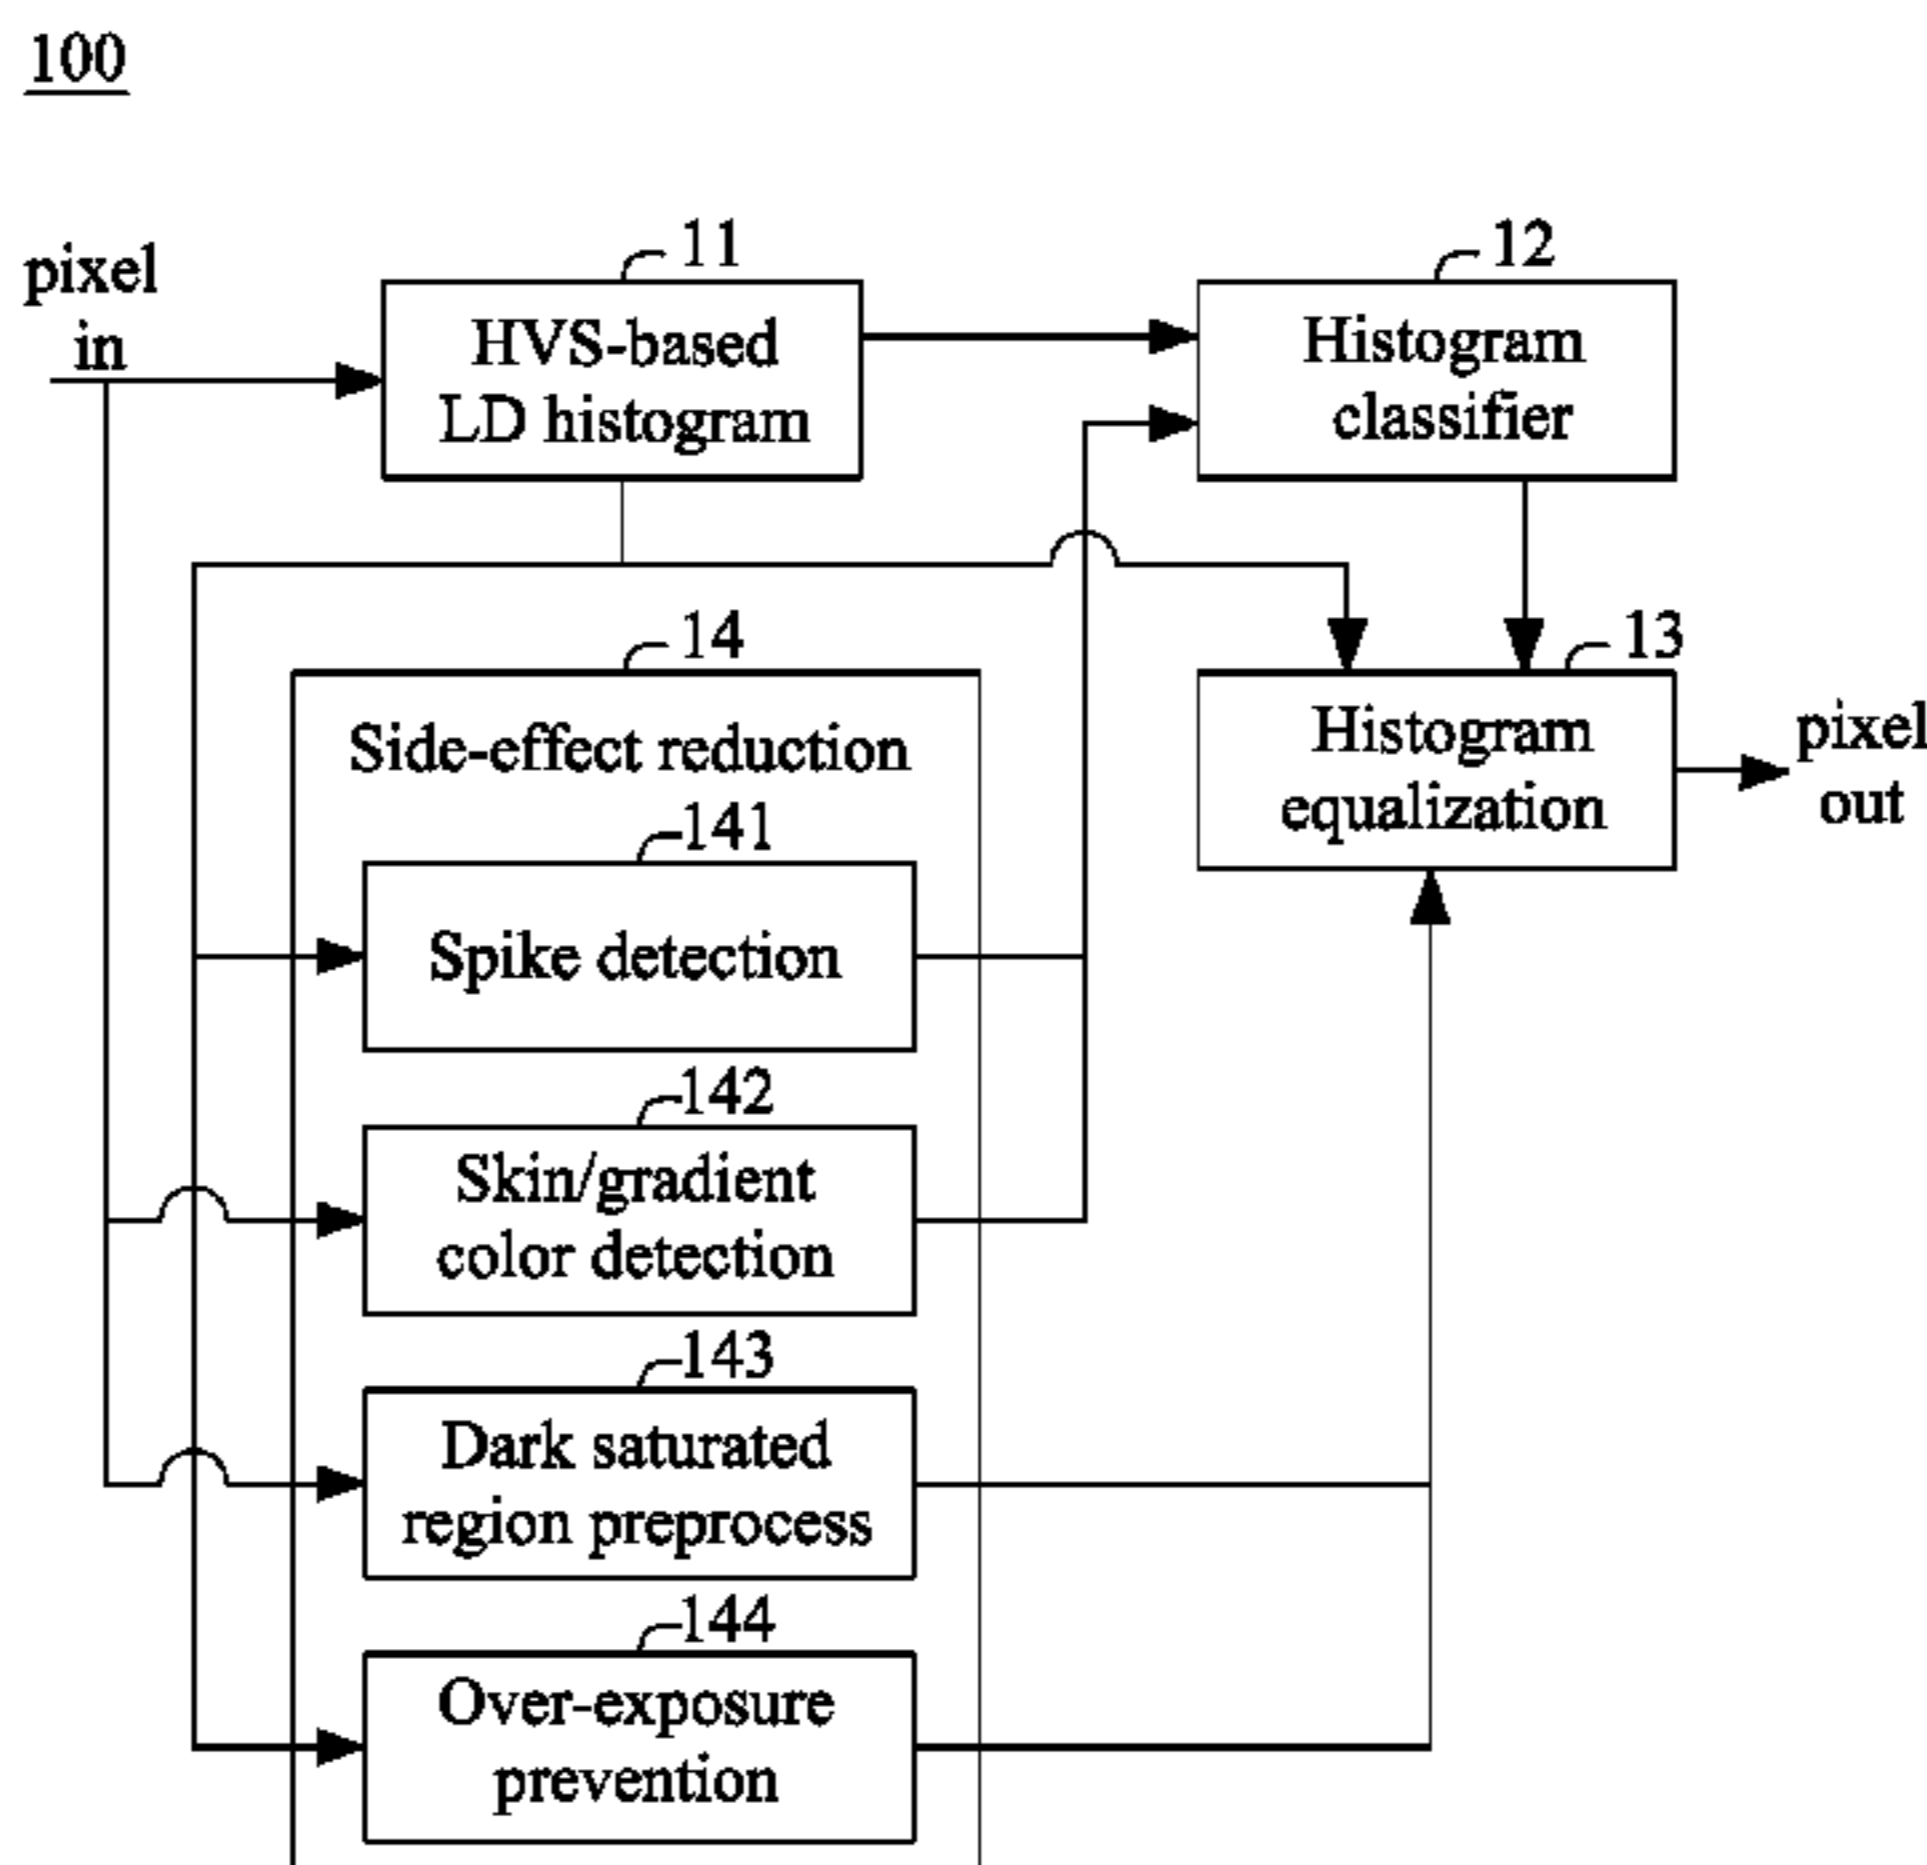 100
pixel
in
11
HVS-based
LD histogram
12
Histogram
classifier
14
Side-effect reduction
13
Histogram
equalization
pixel
out
141
Spike detection
142
Skin/gradient
color detection
143
Dark saturated
region preprocess
144
Over-exposure
prevention